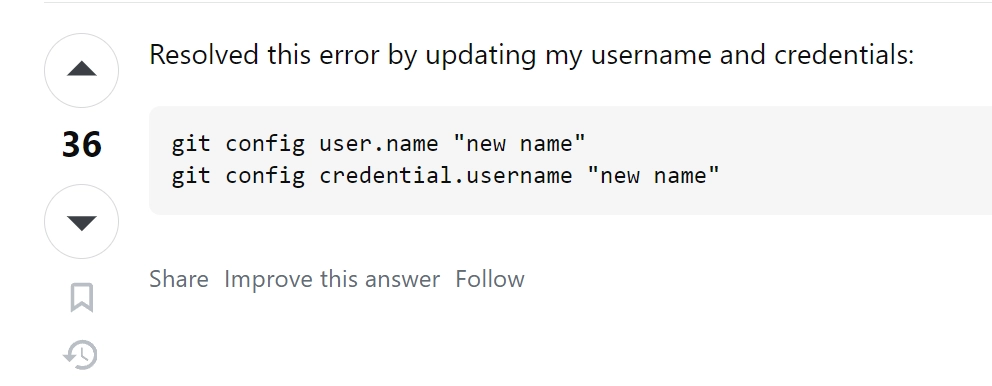 Resolved this error by updating my username and credentials:
36
git config user.name "new name"
git config credential.username "new name"
Share Improve this answer Follow